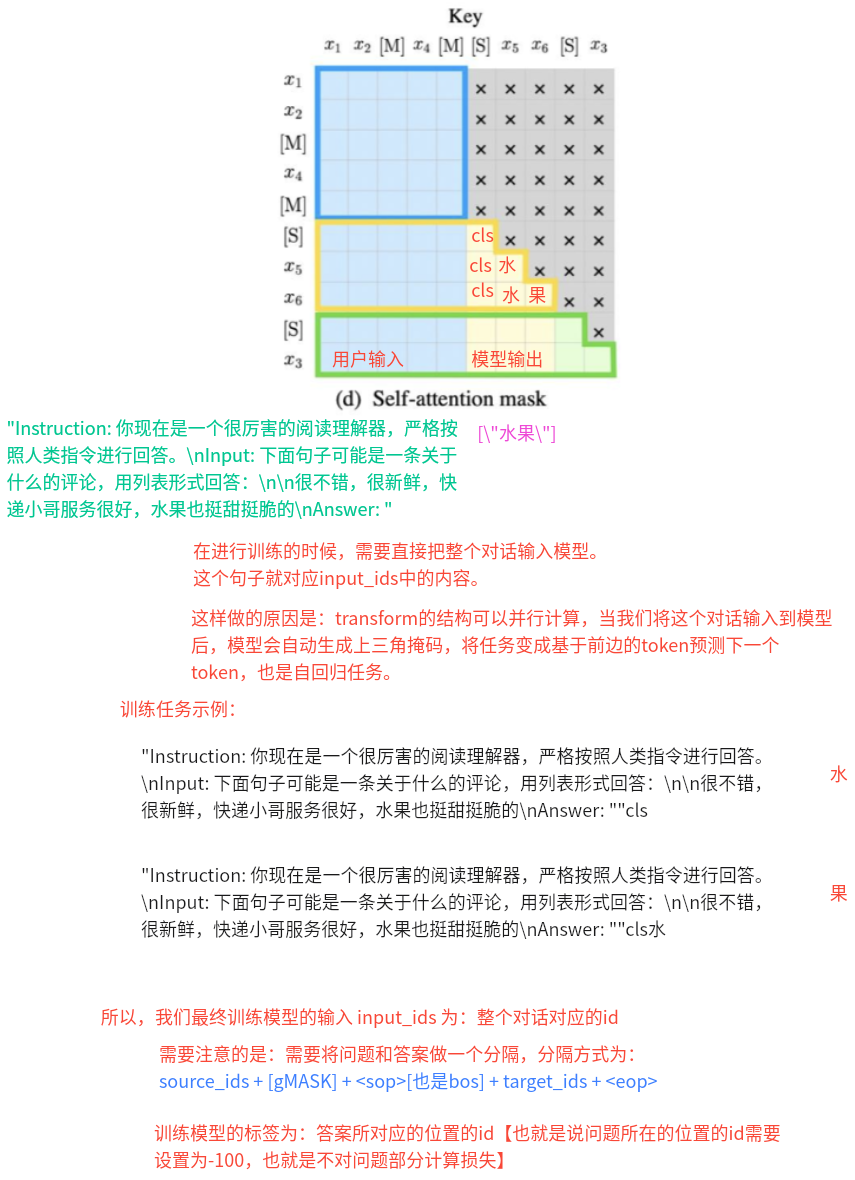 Key
x₁ x₂ [M] x₄ [M] [S] x₅ x₆ [S] x₃
x₁ × × × × ×
x₂ × × × × ×
[M] × × × × ×
x₄ × × × × ×
[M] × × × × ×
[S] cls × × × ×
x₅ cls 水 × × ×
x₆ cls 水 果 × ×
[S] ×
x₃ 用户输入 模型输出
(d) Self-attention mask
"Instruction: 你现在是一个很厉害的阅读理解器，严格按
照人类指令进行回答。\nInput: 下面句子可能是一条关于
什么的评论，用列表形式回答：\n\n很不错，很新鲜，快
递小哥服务很好，水果也挺甜挺脆的\nAnswer: "
[\"水果\"]
在进行训练的时候，需要直接把整个对话输入模型。
这个句子就对应input_ids中的内容。
这样做的原因是：transform的结构可以并行计算，当我们将这个对话输入到模型
后，模型会自动生成上三角掩码，将任务变成基于前边的token预测下一个
token，也是自回归任务。
训练任务示例：
"Instruction: 你现在是一个很厉害的阅读理解器，严格按照人类指令进行回答。
\nInput: 下面句子可能是一条关于什么的评论，用列表形式回答：\n\n很不错，
很新鲜，快递小哥服务很好，水果也挺甜挺脆的\nAnswer: ""cls
水
"Instruction: 你现在是一个很厉害的阅读理解器，严格按照人类指令进行回答。
\nInput: 下面句子可能是一条关于什么的评论，用列表形式回答：\n\n很不错，
很新鲜，快递小哥服务很好，水果也挺甜挺脆的\nAnswer: ""cls水
果
所以，我们最终训练模型的输入 input_ids 为：整个对话对应的id
需要注意的是：需要将问题和答案做一个分隔，分隔方式为：
source_ids + [gMASK] + <sop>[也是bos] + target_ids + <eop>
训练模型的标签为：答案所对应的位置的id【也就是说问题所在的位置的id需要
设置为-100，也就是不对问题部分计算损失】